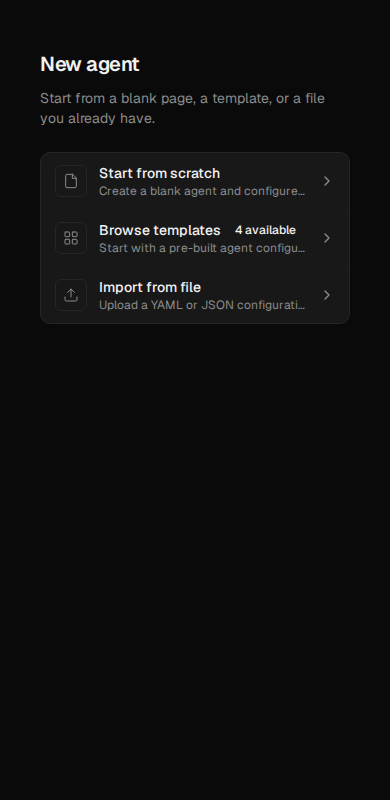 New agent
Start from a blank page, a template, or a file
you already have.
Start from scratch
Create a blank agent and configure…
Browse templates 4 available
Start with a pre-built agent configu…
Import from file
Upload a YAML or JSON configurati…